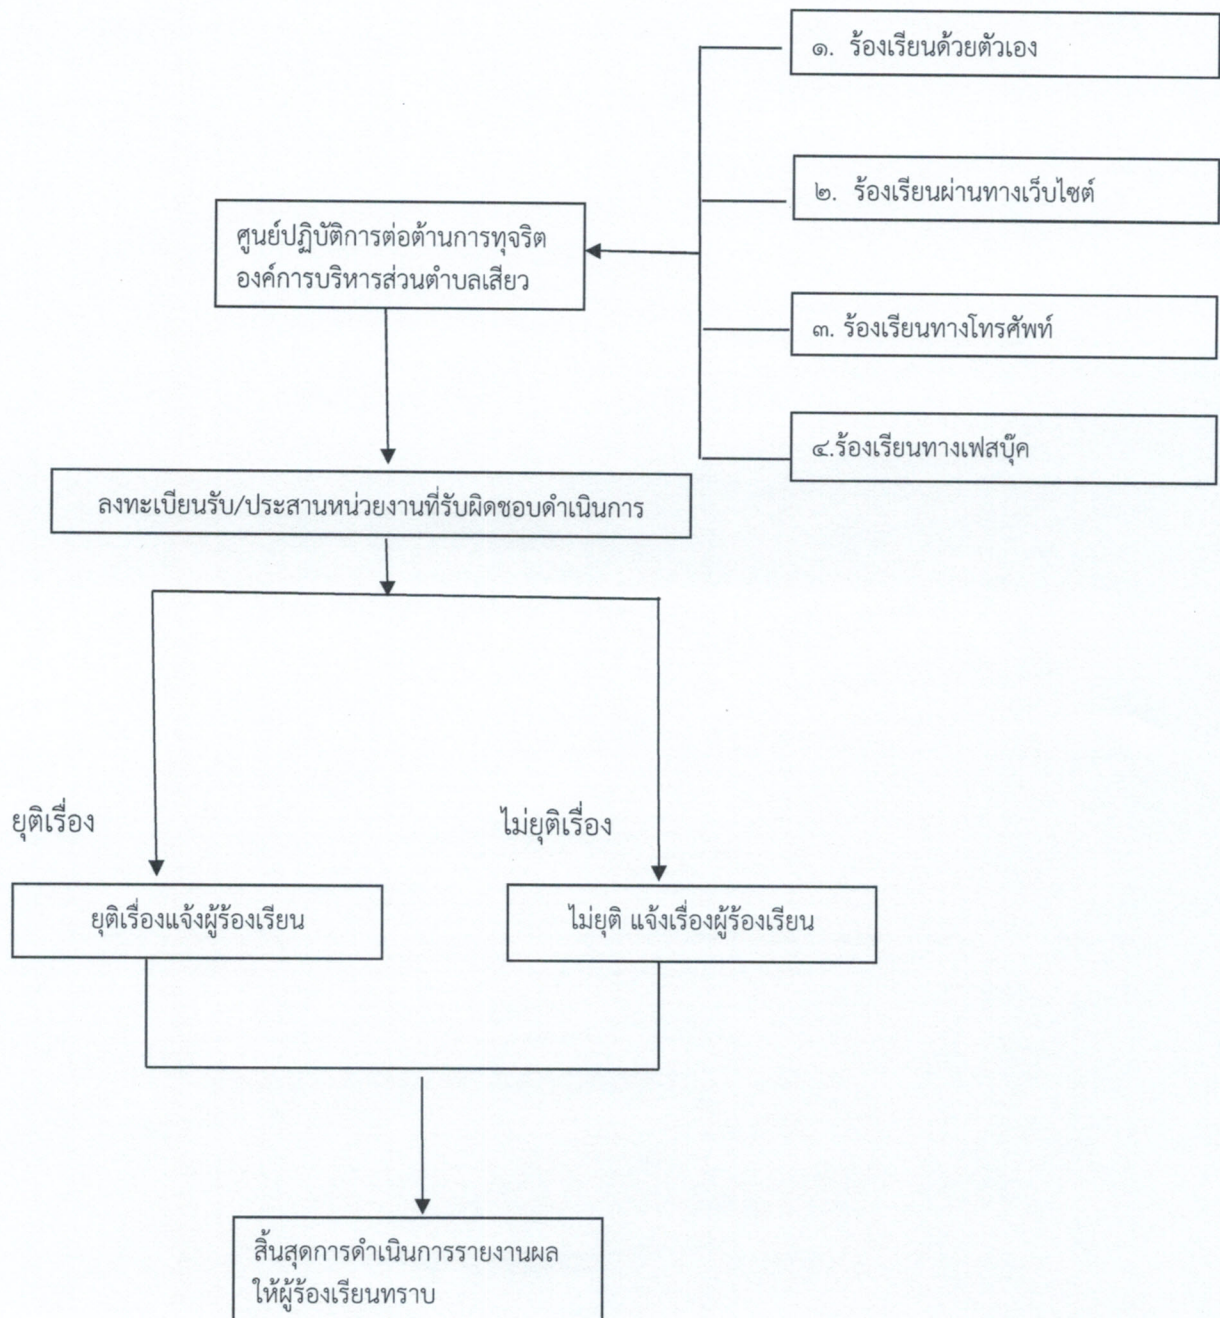 ๑. ร้องเรียนด้วยตัวเอง
๒. ร้องเรียนผ่านทางเว็บไซต์
ศูนย์ปฏิบัติการต่อต้านการทุจริต
องค์การบริหารส่วนตำบลเสียว
๓. ร้องเรียนทางโทรศัพท์
๔.ร้องเรียนทางเฟสบุ๊ค
ลงทะเบียนรับ/ประสานหน่วยงานที่รับผิดชอบดำเนินการ
ยุติเรื่อง
ไม่ยุติเรื่อง
ยุติเรื่องแจ้งผู้ร้องเรียน
ไม่ยุติ แจ้งเรื่องผู้ร้องเรียน
สิ้นสุดการดำเนินการรายงานผล
ให้ผู้ร้องเรียนทราบ